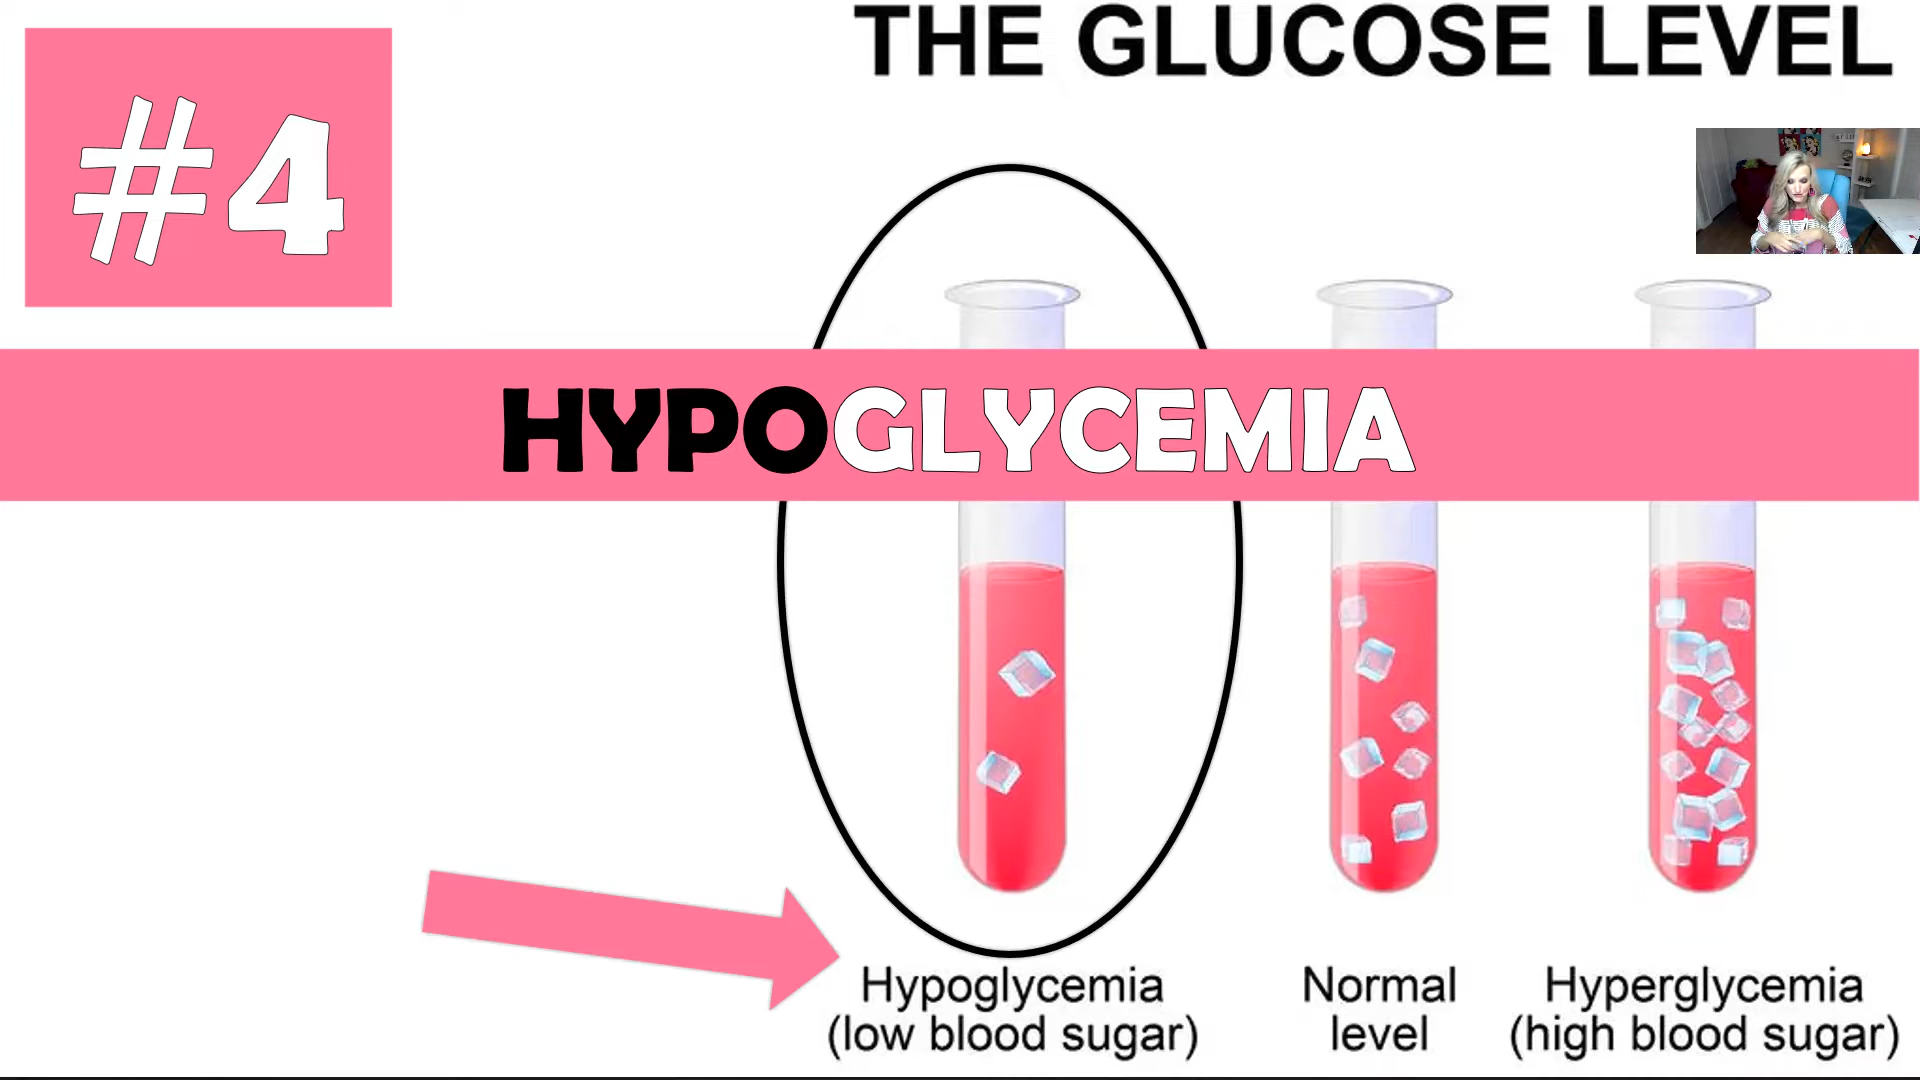 THE GLUCOSE LEVEL
#4
HYPOGLYCEMIA
Hypoglycemia
(low blood sugar)
Normal
level
Hyperglycemia
(high blood sugar)